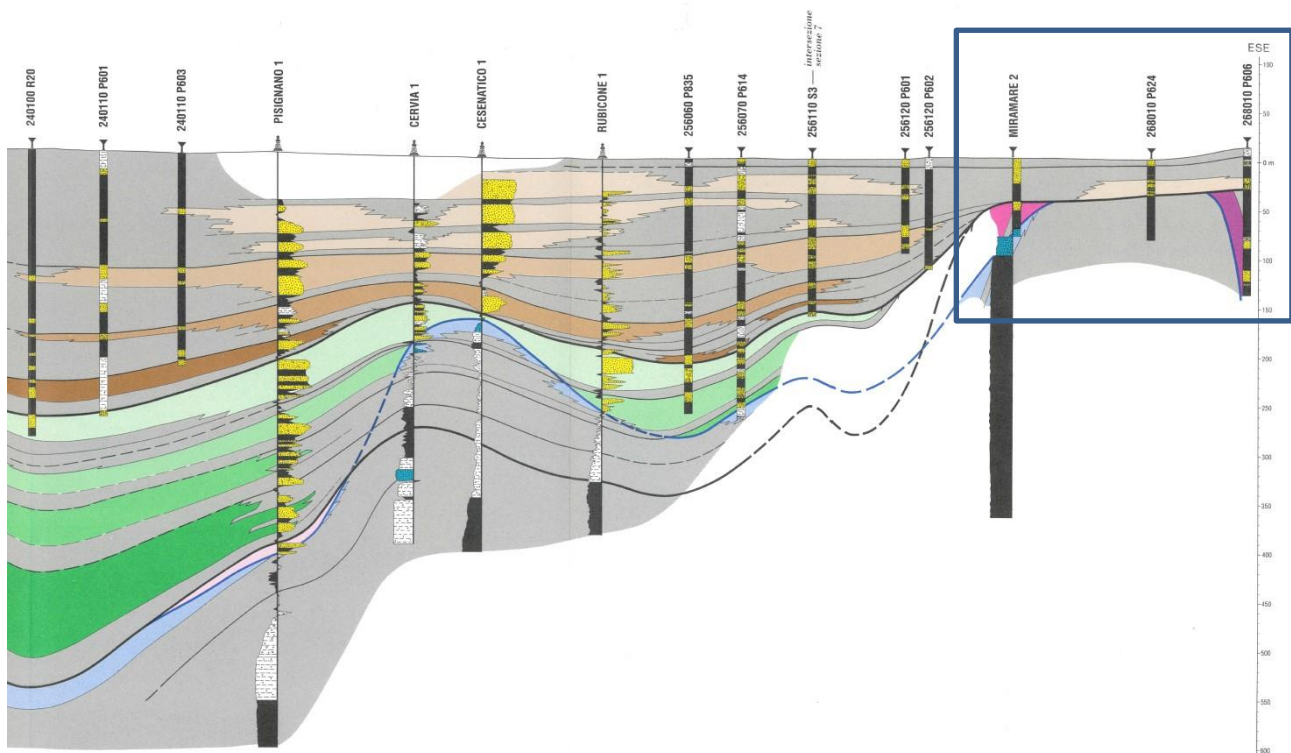 240100 R20
240110 P601
240110 P603
PISIGNANO 1
CERVIA 1
CESENATICO 1
RUBICONE 1
256060 P835
256070 P614
256110 S3
intersezione
sezione 7
256120 P601
256120 P602
MIRAMARE 2
268010 P624
268010 P606
ESE
100
50
0 m
50
100
150
200
250
300
350
400
450
500
550
600